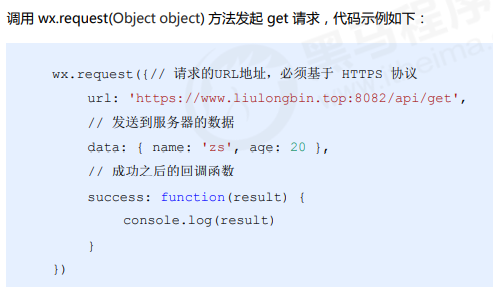 调用 wx.request(Object object) 方法发起 get 请求，代码示例如下：
wx.request({// 请求的URL地址，必须基于 HTTPS 协议
url: 'https://www.liulongbin.top:8082/api/get',
// 发送到服务器的数据
data: { name: 'zs', age: 20 },
// 成功之后的回调函数
success: function(result) {
console.log(result)
}
})